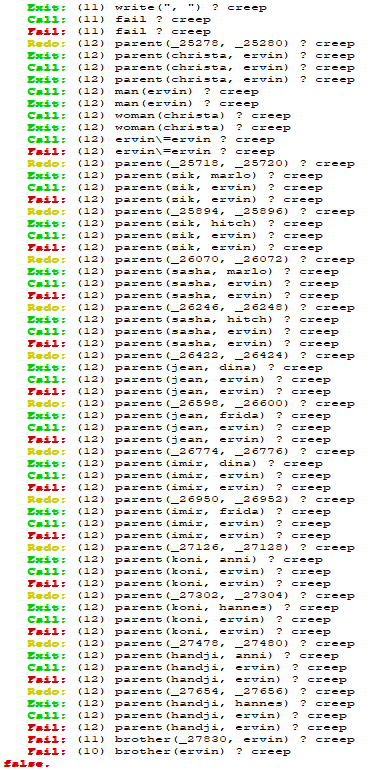 Exit: (11) write(", ") ? creep
Call: (11) fail ? creep
Fail: (11) fail ? creep
Redo: (12) parent(_25278, _25280) ? creep
Exit: (12) parent(christa, ervin) ? creep
Call: (12) parent(christa, ervin) ? creep
Exit: (12) parent(christa, ervin) ? creep
Call: (12) man(ervin) ? creep
Exit: (12) man(ervin) ? creep
Call: (12) woman(christa) ? creep
Exit: (12) woman(christa) ? creep
Call: (12) ervin\=ervin ? creep
Fail: (12) ervin\=ervin ? creep
Redo: (12) parent(_25718, _25720) ? creep
Exit: (12) parent(zik, marlo) ? creep
Call: (12) parent(zik, ervin) ? creep
Fail: (12) parent(zik, ervin) ? creep
Redo: (12) parent(_25894, _25896) ? creep
Exit: (12) parent(zik, hitch) ? creep
Call: (12) parent(zik, ervin) ? creep
Fail: (12) parent(zik, ervin) ? creep
Redo: (12) parent(_26070, _26072) ? creep
Exit: (12) parent(sasha, marlo) ? creep
Call: (12) parent(sasha, ervin) ? creep
Fail: (12) parent(sasha, ervin) ? creep
Redo: (12) parent(_26246, _26248) ? creep
Exit: (12) parent(sasha, hitch) ? creep
Call: (12) parent(sasha, ervin) ? creep
Fail: (12) parent(sasha, ervin) ? creep
Redo: (12) parent(_26422, _26424) ? creep
Exit: (12) parent(jean, dina) ? creep
Call: (12) parent(jean, ervin) ? creep
Fail: (12) parent(jean, ervin) ? creep
Redo: (12) parent(_26598, _26600) ? creep
Exit: (12) parent(jean, frida) ? creep
Call: (12) parent(jean, ervin) ? creep
Fail: (12) parent(jean, ervin) ? creep
Redo: (12) parent(_26774, _26776) ? creep
Exit: (12) parent(imir, dina) ? creep
Call: (12) parent(imir, ervin) ? creep
Fail: (12) parent(imir, ervin) ? creep
Redo: (12) parent(_26950, _26952) ? creep
Exit: (12) parent(imir, frida) ? creep
Call: (12) parent(imir, ervin) ? creep
Fail: (12) parent(imir, ervin) ? creep
Redo: (12) parent(_27126, _27128) ? creep
Exit: (12) parent(koni, anni) ? creep
Call: (12) parent(koni, ervin) ? creep
Fail: (12) parent(koni, ervin) ? creep
Redo: (12) parent(_27302, _27304) ? creep
Exit: (12) parent(koni, hannes) ? creep
Call: (12) parent(koni, ervin) ? creep
Fail: (12) parent(koni, ervin) ? creep
Redo: (12) parent(_27478, _27480) ? creep
Exit: (12) parent(handji, anni) ? creep
Call: (12) parent(handji, ervin) ? creep
Fail: (12) parent(handji, ervin) ? creep
Redo: (12) parent(_27654, _27656) ? creep
Exit: (12) parent(handji, hannes) ? creep
Call: (12) parent(handji, ervin) ? creep
Fail: (12) parent(handji, ervin) ? creep
Fail: (11) brother(_27830, ervin) ? creep
Fail: (10) brother(ervin) ? creep
false.